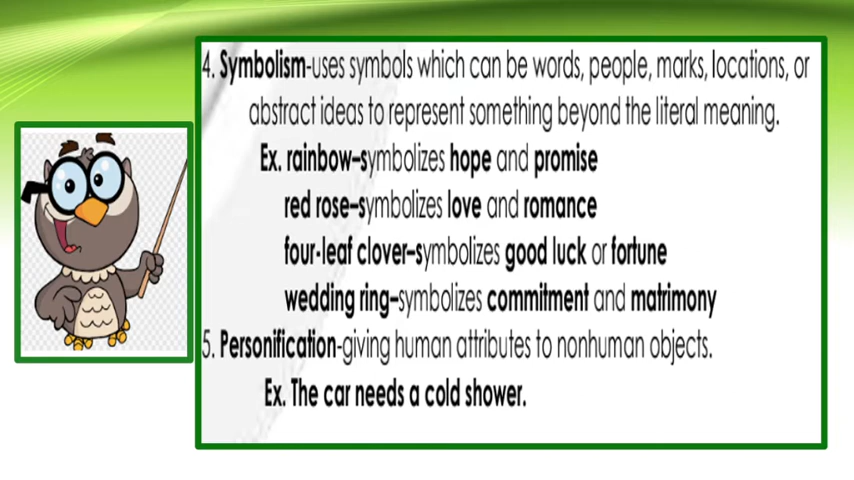 4. Symbolism-uses symbols which can be words, people, marks, locations, or
abstract ideas to represent something beyond the literal meaning.
Ex. rainbow–symbolizes hope and promise
red rose–symbolizes love and romance
four-leaf clover–symbolizes good luck or fortune
wedding ring–symbolizes commitment and matrimony
5. Personification-giving human attributes to nonhuman objects.
Ex. The car needs a cold shower.